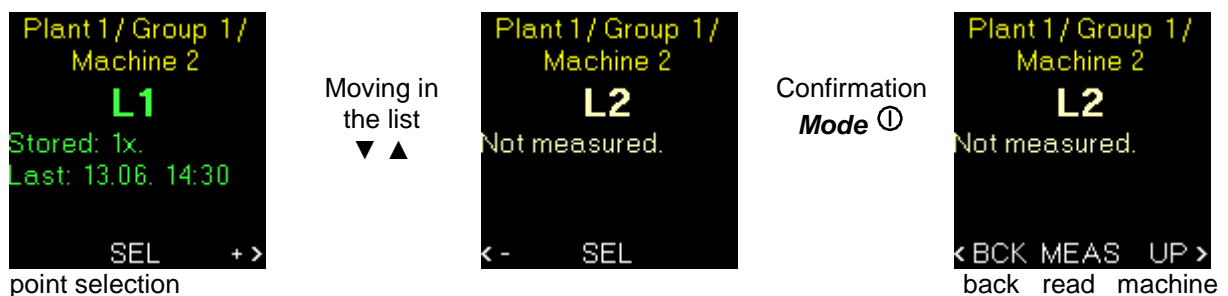 Plant 1/ Group 1/
Machine 2
L1
Stored: 1x.
Last: 13.06. 14:30
SEL + >
point selection
Moving in
the list
▼ ▲
Plant 1/ Group 1/
Machine 2
L2
Not measured.
< - SEL
Confirmation
Mode ⏼
Plant 1/ Group 1/
Machine 2
L2
Not measured.
< BCK MEAS UP >
back read machine